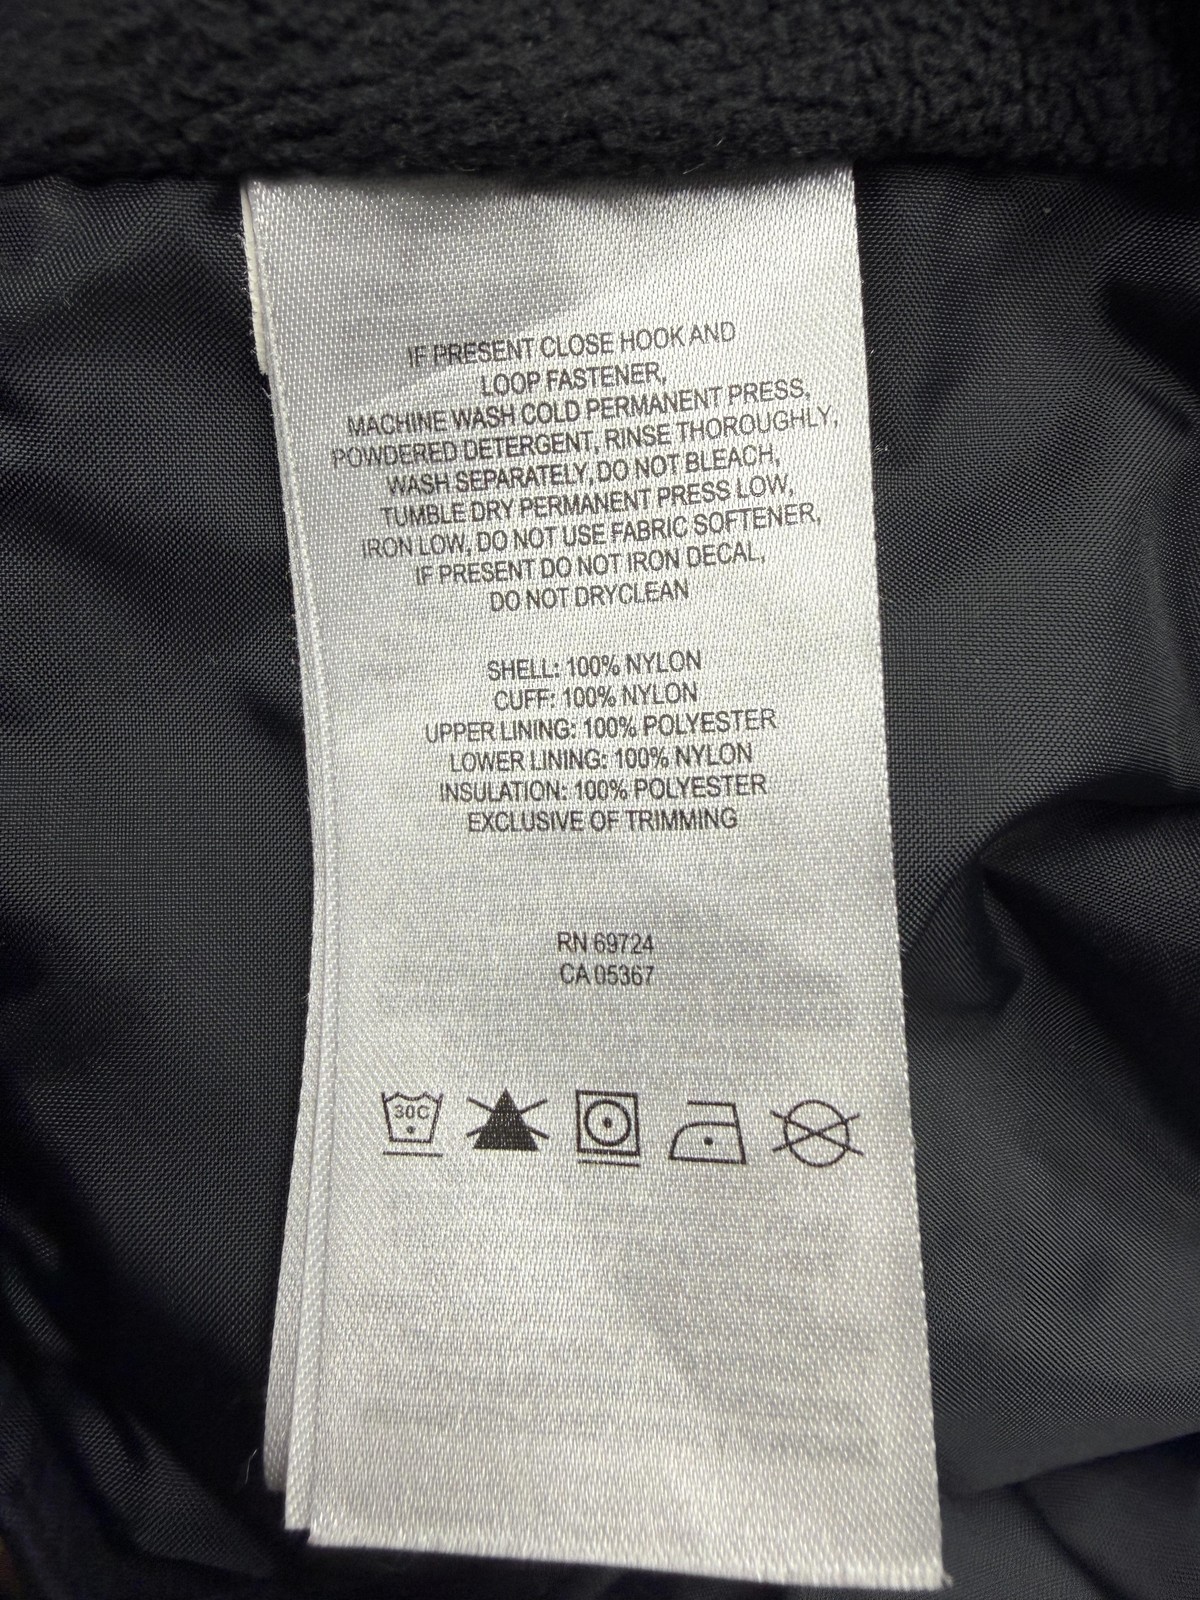 IF PRESENT CLOSE HOOK AND
LOOP FASTENER,
MACHINE WASH COLD PERMANENT PRESS,
POWDERED DETERGENT, RINSE THOROUGHLY,
WASH SEPARATELY, DO NOT BLEACH,
TUMBLE DRY PERMANENT PRESS LOW,
IRON LOW, DO NOT USE FABRIC SOFTENER,
IF PRESENT DO NOT IRON DECAL,
DO NOT DRYCLEAN
SHELL: 100% NYLON
CUFF: 100% NYLON
UPPER LINING: 100% POLYESTER
LOWER LINING: 100% NYLON
INSULATION: 100% POLYESTER
EXCLUSIVE OF TRIMMING
RN 69724
CA 05367
30C